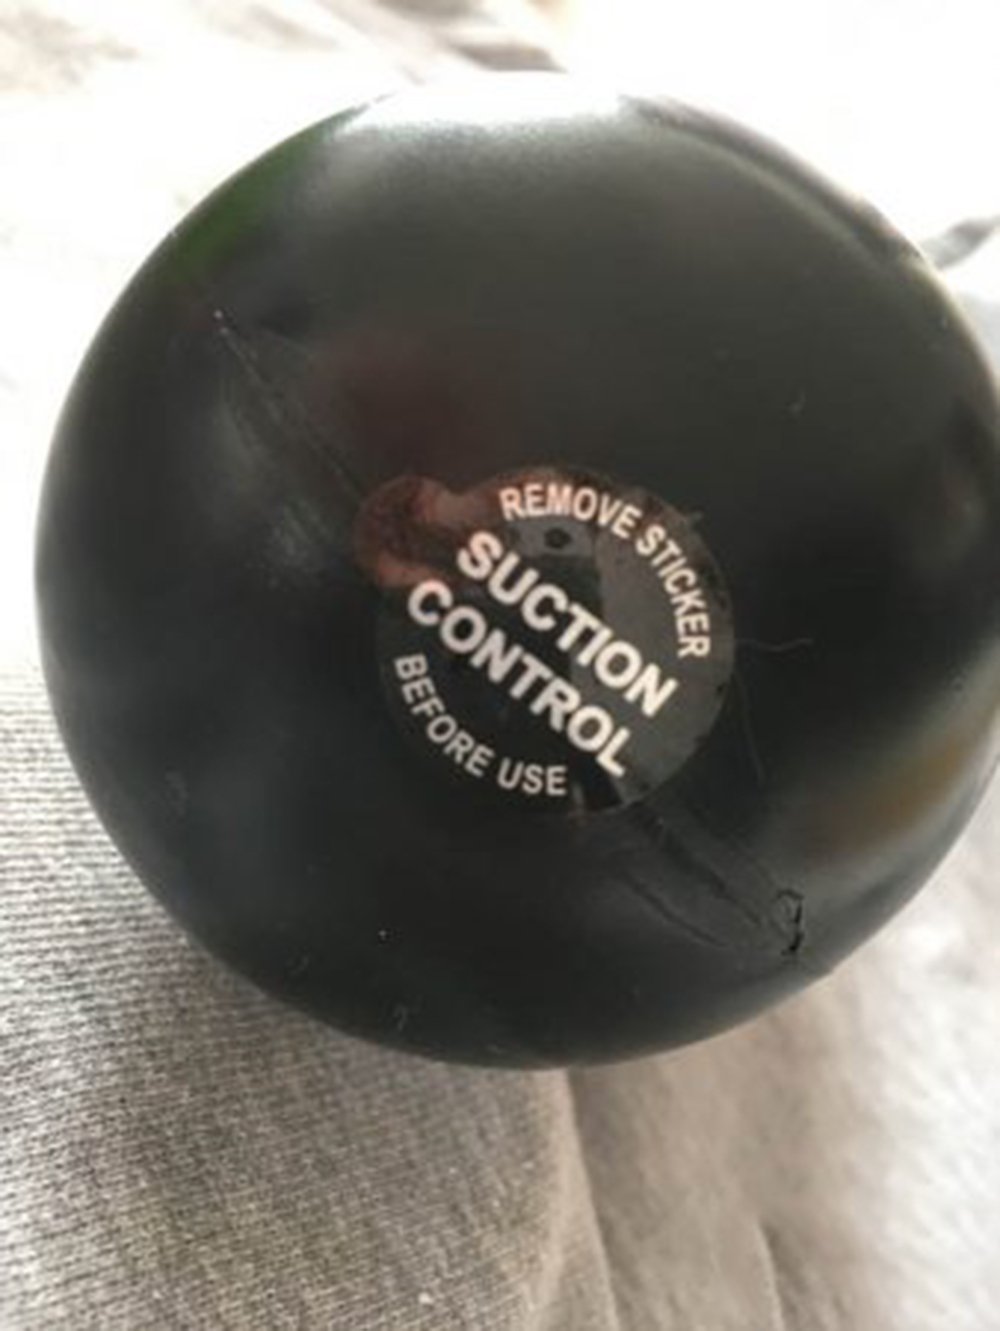 REMOVE STICKER
SUCTION
CONTROL
BEFORE USE